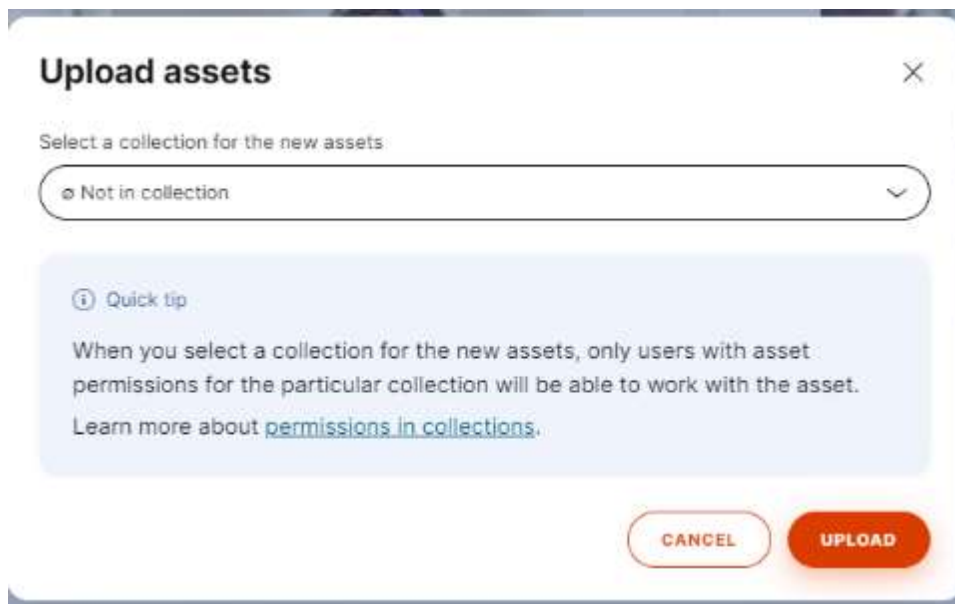 Upload assets
Select a collection for the new assets
ø Not in collection
Quick tip
When you select a collection for the new assets, only users with asset
permissions for the particular collection will be able to work with the asset.
Learn more about permissions in collections.
CANCEL
UPLOAD